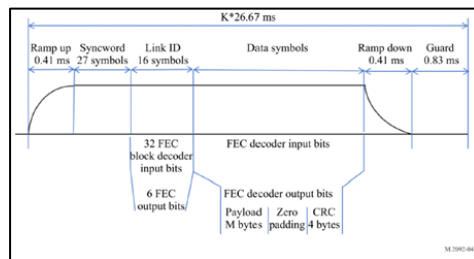 K*26.67 ms
Ramp up Syncword Link ID Data symbols Ramp down Guard
0.41 ms 27 symbols 16 symbols 0.41 ms 0.83 ms
32 FEC
block decoder
input bits
FEC decoder input bits
6 FEC
output bits
FEC decoder output bits
Payload Zero CRC
M bytes padding 4 bytes
M.2092-04